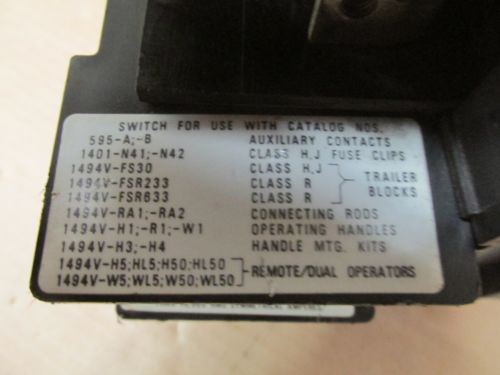 SWITCH FOR USE WITH CATALOG NOS.
595-A;-B AUXILIARY CONTACTS
1401-N41;-N42 CLASS H,J FUSE CLIPS
1494V-FS30 CLASS H,J
1494V-FSR233 CLASS R TRAILER
1494V-FSR633 CLASS R BLOCKS
1494V-RA1;-RA2 CONNECTING RODS
1494V-H1;-R1;-W1 OPERATING HANDLES
1494V-H3;-H4 HANDLE MTG. KITS
1494V-H5;HL5;H50;HL50
1494V-W5;WL5;W50;WL50 REMOTE/DUAL OPERATORS